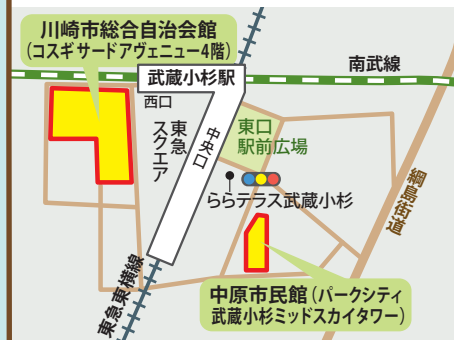 川崎市総合自治会館
(コスギサードアヴェニュー4階)
武蔵小杉駅
南武線
西口
東急
スクエア
中央口
東口
駅前広場
ららテラス武蔵小杉
綱島街道
東急東横線
中原市民館(パークシティ
武蔵小杉ミッドスカイタワー)